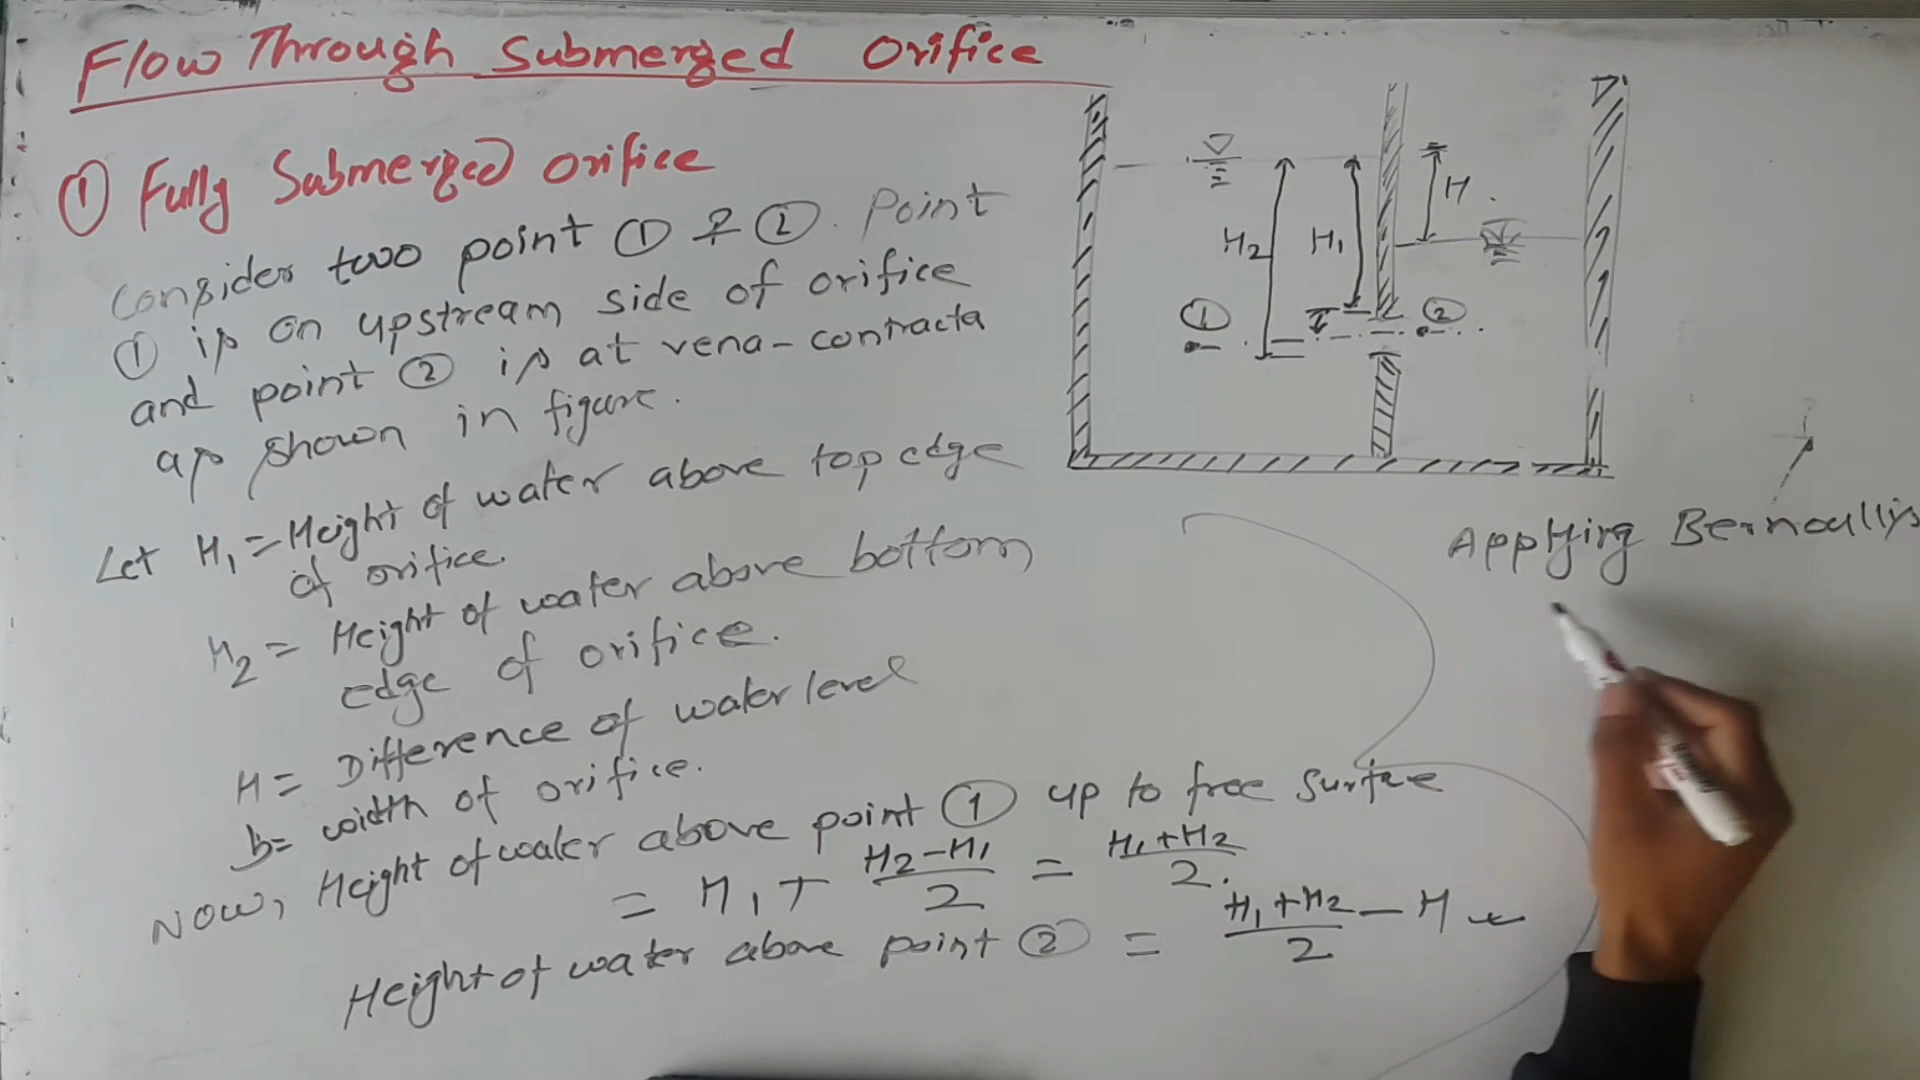 Flow Through Submerged Orifice
① Fully Submerged orifice
Consider two point ① & ②. Point
① is on upstream side of orifice
and point ② is at vena-contracta
as shown in figure.
Let H₁ = Height of water above top edge
of orifice.
H₂ = Height of water above bottom
edge of orifice.
H = Difference of water level
b = width of orifice.
Now, Height of water above point ① up to free surface
= H₁ + (H₂-H₁)/2 = (H₁+H₂)/2.
Height of water above point ② = (H₁+H₂)/2 - H
H₂
H₁
H
①
②
Applying Bernoullis